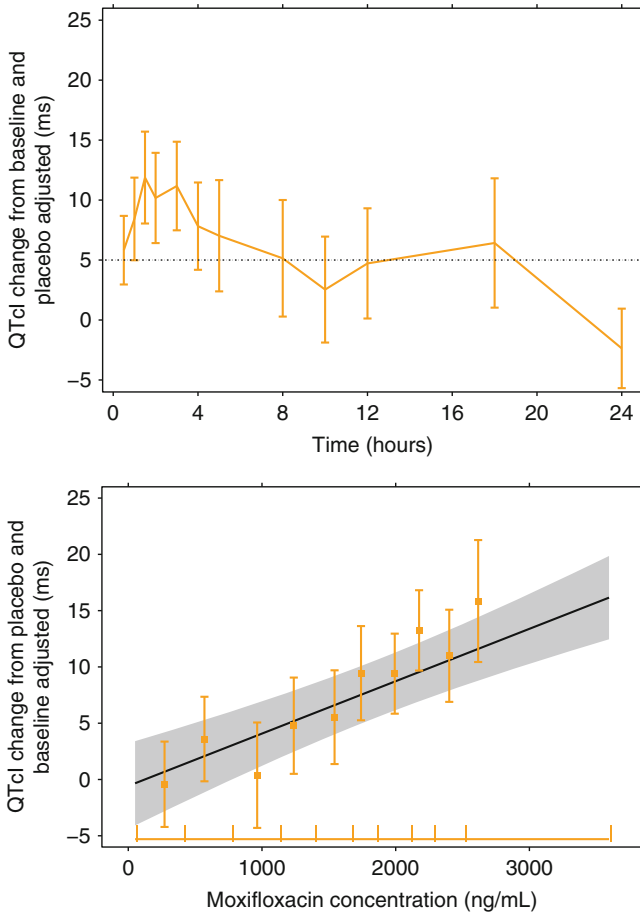 25
20
15
10
5
0
−5
QTcI change from baseline and
placebo adjusted (ms)
0 4 8 12 16 20 24
Time (hours)
25
20
15
10
5
0
−5
QTcI change from placebo and
baseline adjusted (ms)
0 1000 2000 3000
Moxifloxacin concentration (ng/mL)